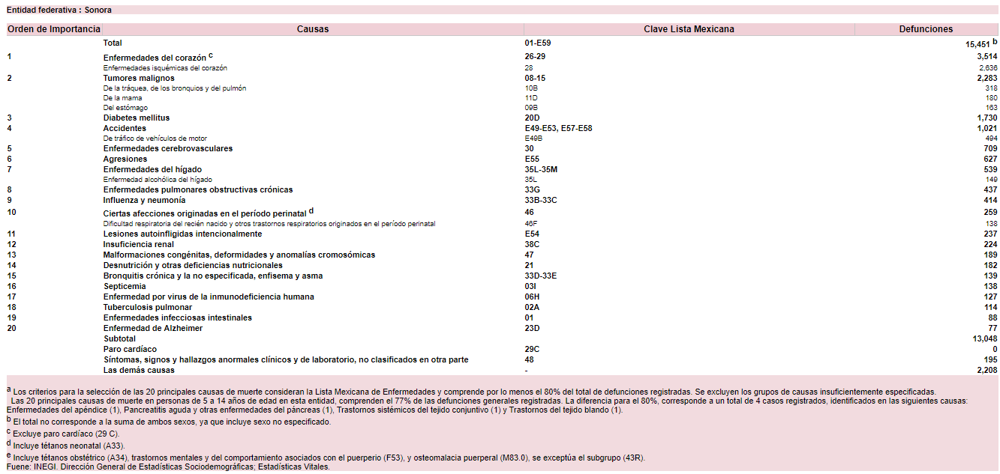 Entidad federativa : Sonora
Orden de Importancia Causas Clave Lista Mexicana Defunciones
Total 01-E59 15,451 b
1 Enfermedades del corazón c 26-29 3,514
Enfermedades isquémicas del corazón 28 2,636
2 Tumores malignos 08-15 2,283
De la tráquea, de los bronquios y del pulmón 10B 318
De la mama 11D 180
Del estómago 09B 163
3 Diabetes mellitus 20D 1,730
4 Accidentes E49-E53, E57-E58 1,021
De tráfico de vehículos de motor E49B 494
5 Enfermedades cerebrovasculares 30 709
6 Agresiones E55 627
7 Enfermedades del hígado 35L-35M 539
Enfermedad alcohólica del hígado 35L 149
8 Enfermedades pulmonares obstructivas crónicas 33G 437
9 Influenza y neumonía 33B-33C 414
10 Ciertas afecciones originadas en el período perinatal d 46 259
Dificultad respiratoria del recién nacido y otros trastornos respiratorios originados en el período perinatal 46F 138
11 Lesiones autoinfligidas intencionalmente E54 237
12 Insuficiencia renal 38C 224
13 Malformaciones congénitas, deformidades y anomalías cromosómicas 47 189
14 Desnutrición y otras deficiencias nutricionales 21 182
15 Bronquitis crónica y la no especificada, enfisema y asma 33D-33E 139
16 Septicemia 03I 138
17 Enfermedad por virus de la inmunodeficiencia humana 06H 127
18 Tuberculosis pulmonar 02A 114
19 Enfermedades infecciosas intestinales 01 88
20 Enfermedad de Alzheimer 23D 77
Subtotal 13,048
Paro cardíaco 29C 0
Síntomas, signos y hallazgos anormales clínicos y de laboratorio, no clasificados en otra parte 48 195
Las demás causas - 2,208
a Los criterios para la selección de las 20 principales causas de muerte consideran la Lista Mexicana de Enfermedades y comprende por lo menos el 80% del total de defunciones registradas. Se excluyen los grupos de causas insuficientemente especificadas.
Las 20 principales causas de muerte en personas de 5 a 14 años de edad en esta entidad, comprenden el 77% de las defunciones generales registradas. La diferencia para el 80%, corresponde a un total de 4 casos registrados, identificados en las siguientes causas:
Enfermedades del apéndice (1), Pancreatitis aguda y otras enfermedades del páncreas (1), Trastornos sistémicos del tejido conjuntivo (1) y Trastornos del tejido blando (1).
b El total no corresponde a la suma de ambos sexos, ya que incluye sexo no especificado.
c Excluye paro cardíaco (29 C).
d Incluye tétanos neonatal (A33).
e Incluye tétanos obstétrico (A34), trastornos mentales y del comportamiento asociados con el puerperio (F53), y osteomalacia puerperal (M83.0), se exceptúa el subgrupo (43R).
Fuene: INEGI. Dirección General de Estadísticas Sociodemográficas; Estadísticas Vitales.